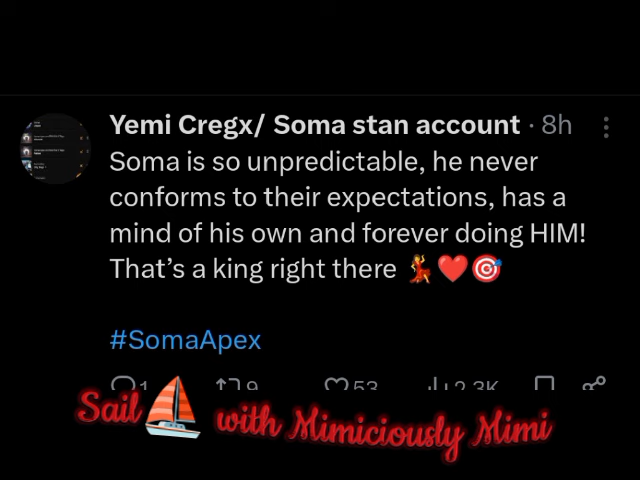 Yemi Cregx/ Soma stan account · 8h
Soma is so unpredictable, he never
conforms to their expectations, has a
mind of his own and forever doing HIM!
That’s a king right there 💃❤️🎯
#SomaApex
1 9 53 2.3K
Sail⛵ with Mimiciously Mimi